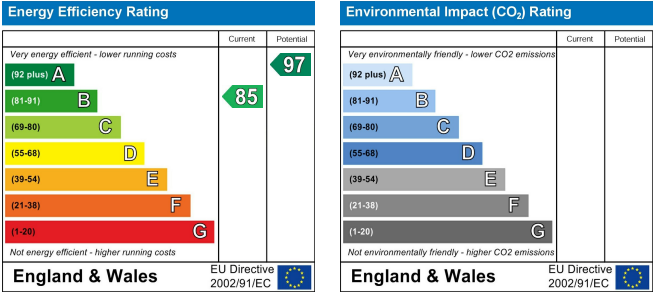 Energy Efficiency Rating
Current Potential
Very energy efficient - lower running costs
(92 plus) A
97
(81-91) B
85
(69-80) C
(55-68) D
(39-54) E
(21-38) F
(1-20) G
Not energy efficient - higher running costs
England & Wales
EU Directive
2002/91/EC
Environmental Impact (CO₂) Rating
Current Potential
Very environmentally friendly - lower CO2 emissions
(92 plus) A
(81-91) B
(69-80) C
(55-68) D
(39-54) E
(21-38) F
(1-20) G
Not environmentally friendly - higher CO2 emissions
England & Wales
EU Directive
2002/91/EC